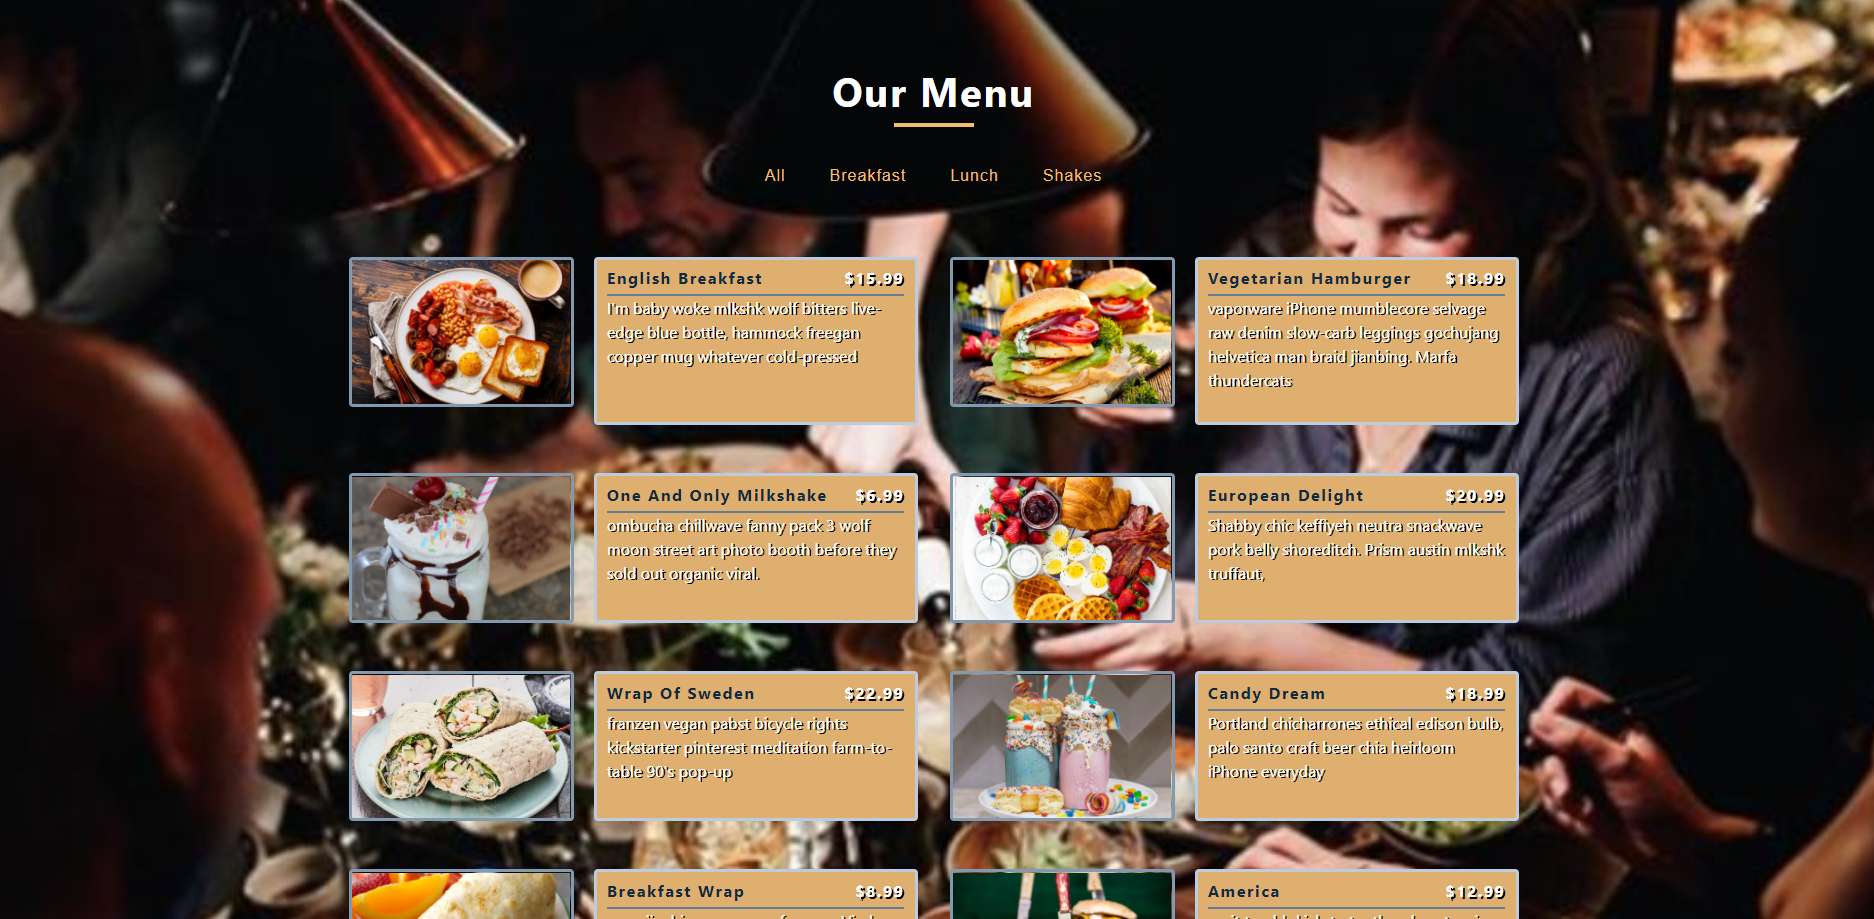 Our Menu
All Breakfast Lunch Shakes
English Breakfast $15.99
I'm baby woke mlkshk wolf bitters live-
edge blue bottle, hammock freegan
copper mug whatever cold-pressed
Vegetarian Hamburger $18.99
vaporware iPhone mumblecore selvage
raw denim slow-carb leggings gochujang
helvetica man braid jianbing. Marfa
thundercats
One And Only Milkshake $6.99
ombucha chillwave fanny pack 3 wolf
moon street art photo booth before they
sold out organic viral.
European Delight $20.99
Shabby chic keffiyeh neutra snackwave
pork belly shoreditch. Prism austin mlkshk
truffaut,
Wrap Of Sweden $22.99
franzen vegan pabst bicycle rights
kickstarter pinterest meditation farm-to-
table 90's pop-up
Candy Dream $18.99
Portland chicharrones ethical edison bulb,
palo santo craft beer chia heirloom
iPhone everyday
Breakfast Wrap $8.99
America $12.99